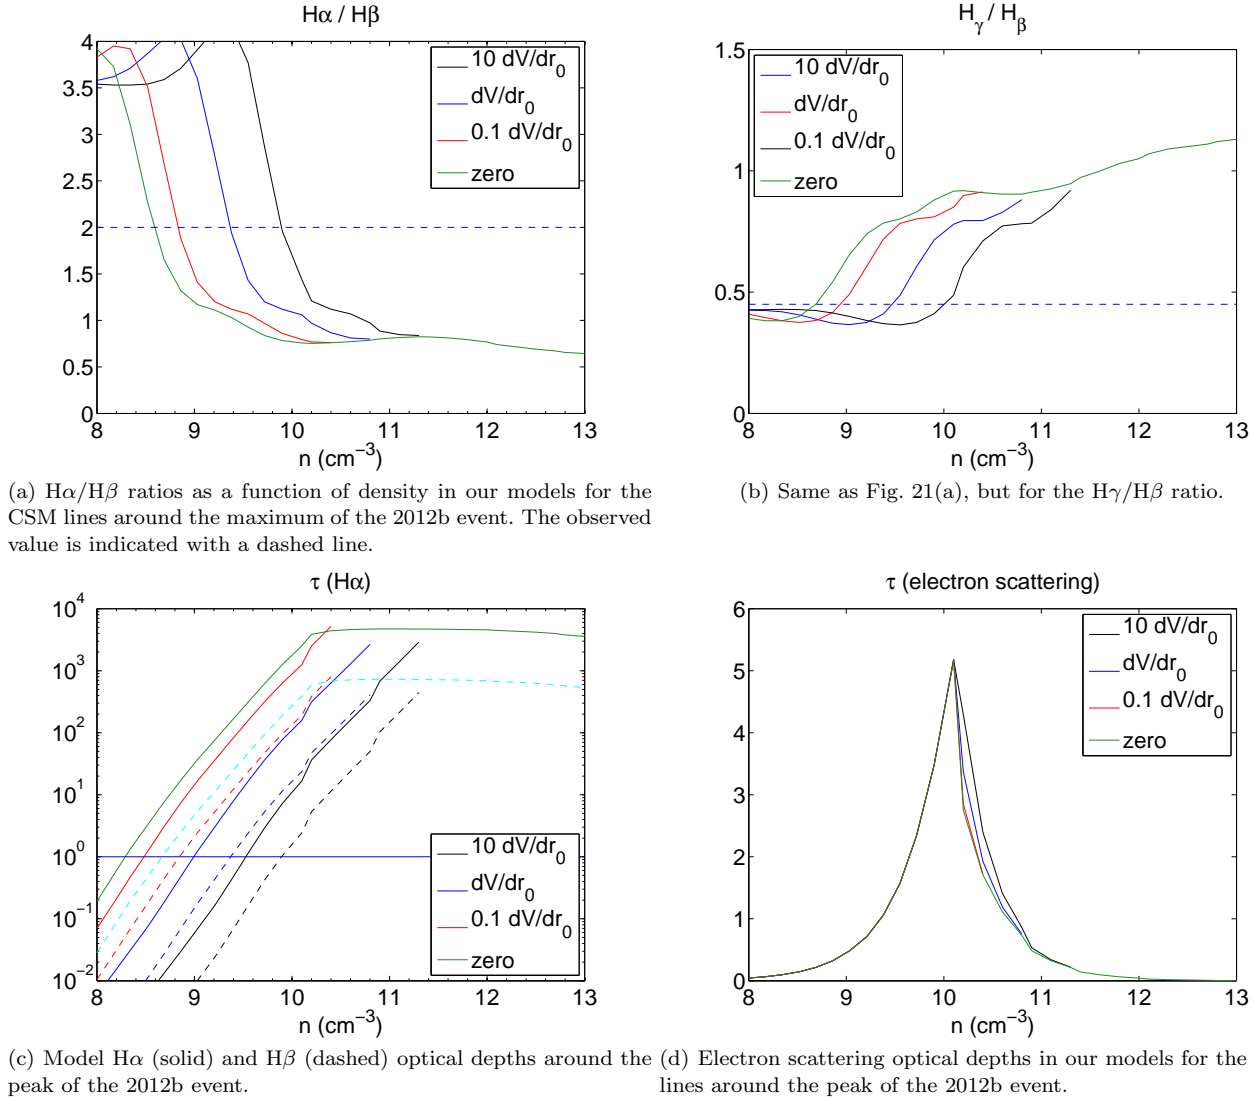 Hα / Hβ
4
3.5
3
2.5
2
1.5
1
0.5
0
8 9 10 11 12 13
n (cm⁻³)
10 dV/dr₀
dV/dr₀
0.1 dV/dr₀
zero
(a) Hα/Hβ ratios as a function of density in our models for the
CSM lines around the maximum of the 2012b event. The observed
value is indicated with a dashed line.
H_γ / H_β
1.5
1
0.5
0
8 9 10 11 12 13
n (cm⁻³)
10 dV/dr₀
dV/dr₀
0.1 dV/dr₀
zero
(b) Same as Fig. 21(a), but for the Hγ/Hβ ratio.
τ (Hα)
10⁴
10³
10²
10¹
10⁰
10⁻¹
10⁻²
8 9 10 11 12 13
n (cm⁻³)
10 dV/dr₀
dV/dr₀
0.1 dV/dr₀
zero
(c) Model Hα (solid) and Hβ (dashed) optical depths around the
peak of the 2012b event.
τ (electron scattering)
6
5
4
3
2
1
0
8 9 10 11 12 13
n (cm⁻³)
10 dV/dr₀
dV/dr₀
0.1 dV/dr₀
zero
(d) Electron scattering optical depths in our models for the
lines around the peak of the 2012b event.